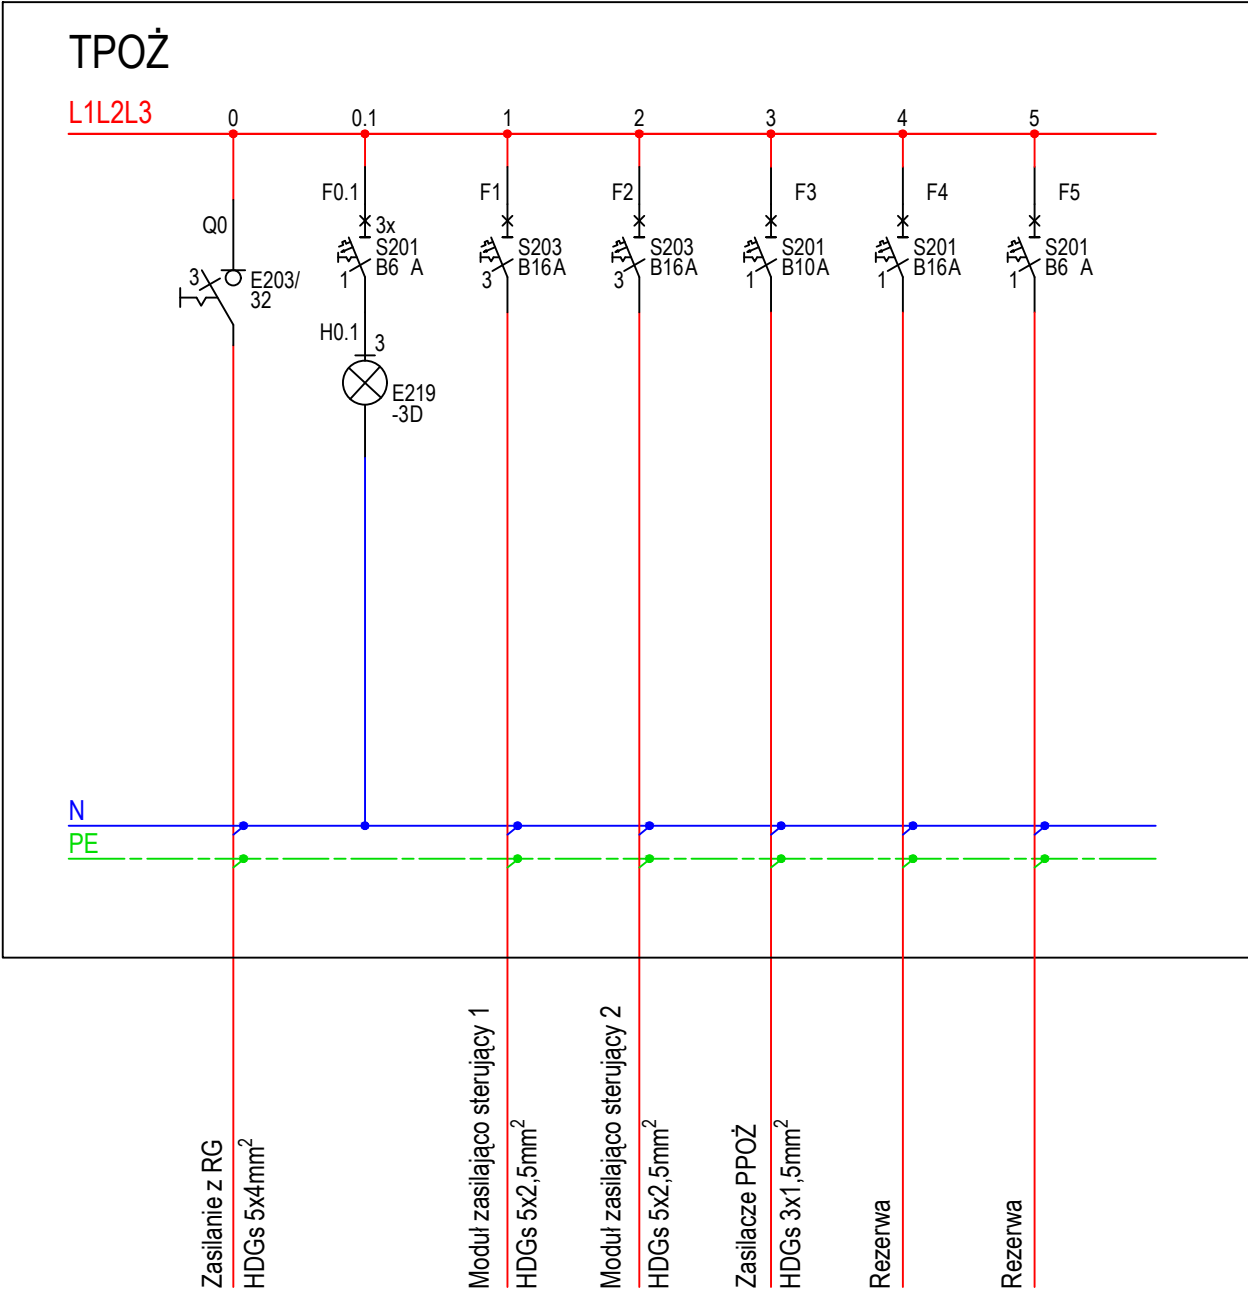 TPOŻ
L1L2L3
0
0.1
1
2
3
4
5
Q0
3
E203/
32
F0.1
3x
S201
B6 A
1
H0.1
3
E219
-3D
F1
S203
B16A
3
F2
S203
B16A
3
F3
S201
B10A
1
F4
S201
B16A
1
F5
S201
B6 A
1
N
PE
Zasilanie z RG
HDGs 5x4mm²
Moduł zasilająco sterujący 1
HDGs 5x2,5mm²
Moduł zasilająco sterujący 2
HDGs 5x2,5mm²
Zasilacze PPOŻ
HDGs 3x1,5mm²
Rezerwa
Rezerwa